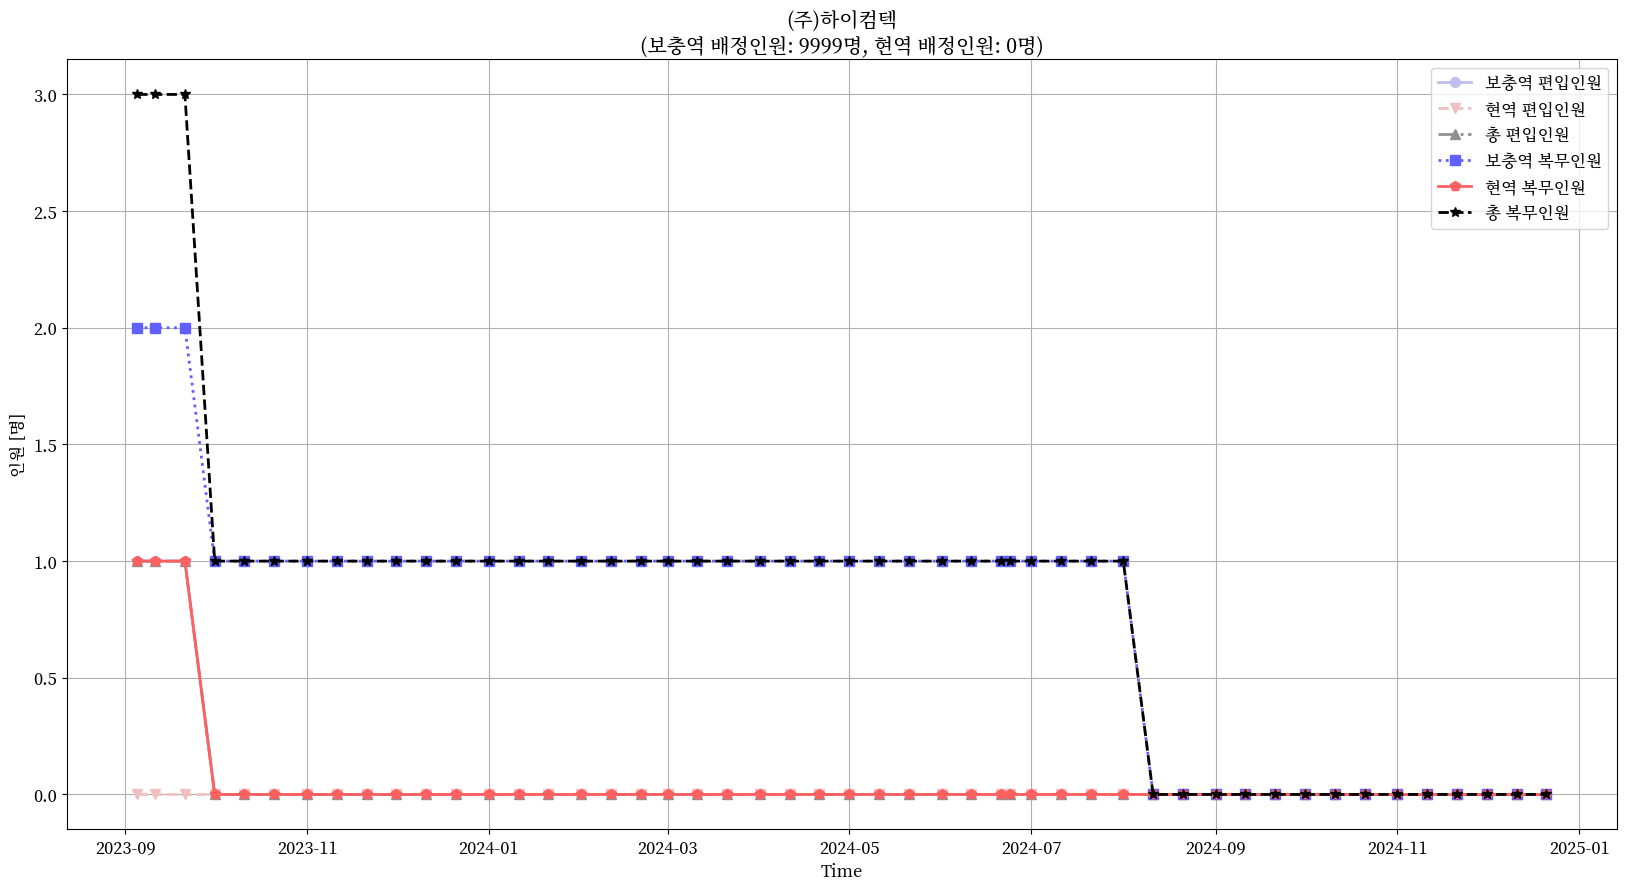 (주)하이컴텍
(보충역 배정인원: 9999명, 현역 배정인원: 0명)
보충역 편입인원
현역 편입인원
총 편입인원
보충역 복무인원
현역 복무인원
총 복무인원
3.0
2.5
2.0
1.5
1.0
0.5
0.0
인원 [명]
2023-09
2023-11
2024-01
2024-03
2024-05
2024-07
2024-09
2024-11
2025-01
Time